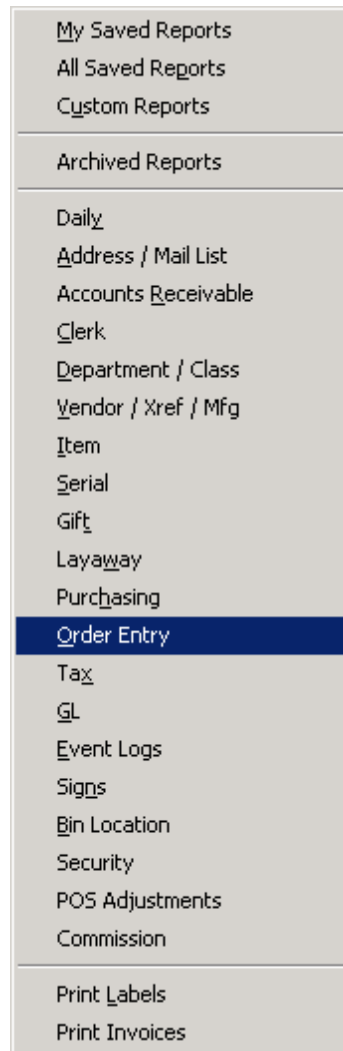 My Saved Reports
All Saved Reports
Custom Reports
Archived Reports
Daily
Address / Mail List
Accounts Receivable
Clerk
Department / Class
Vendor / Xref / Mfg
Item
Serial
Gift
Layaway
Purchasing
Order Entry
Tax
GL
Event Logs
Signs
Bin Location
Security
POS Adjustments
Commission
Print Labels
Print Invoices